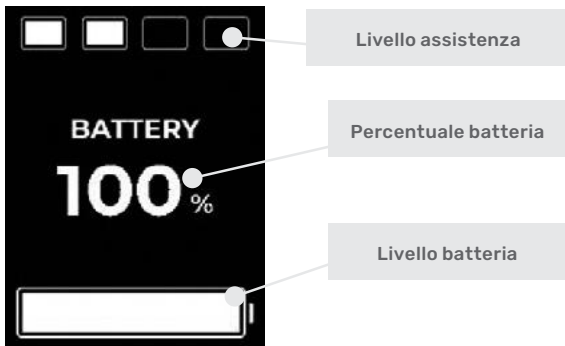 Livello assistenza
BATTERY
Percentuale batteria
100%
Livello batteria